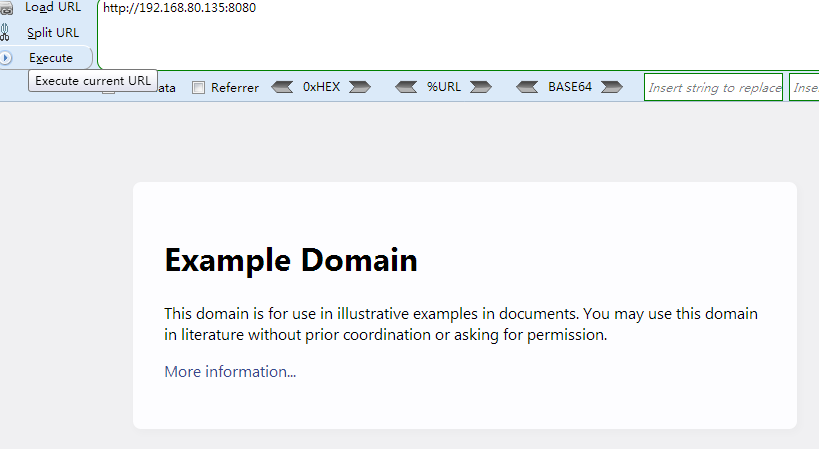 Load URL
http://192.168.80.135:8080
Split URL
Execute
Execute current URL
ata
Referrer
0xHEX
%URL
BASE64
Insert string to replace
Inser
Example Domain
This domain is for use in illustrative examples in documents. You may use this domain
in literature without prior coordination or asking for permission.
More information...